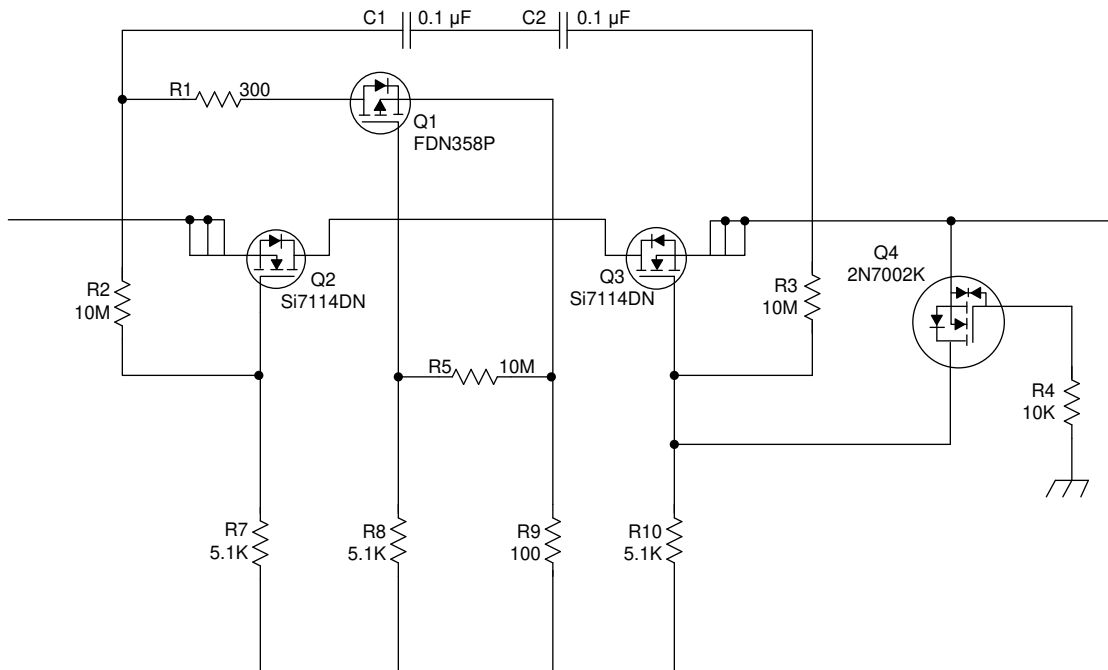 C1 0.1 µF C2 0.1 µF
R1 300
Q1
FDN358P
Q2
Si7114DN
Q3
Si7114DN
Q4
2N7002K
R2
10M
R3
10M
R5 10M
R4
10K
R7
5.1K
R8
5.1K
R9
100
R10
5.1K